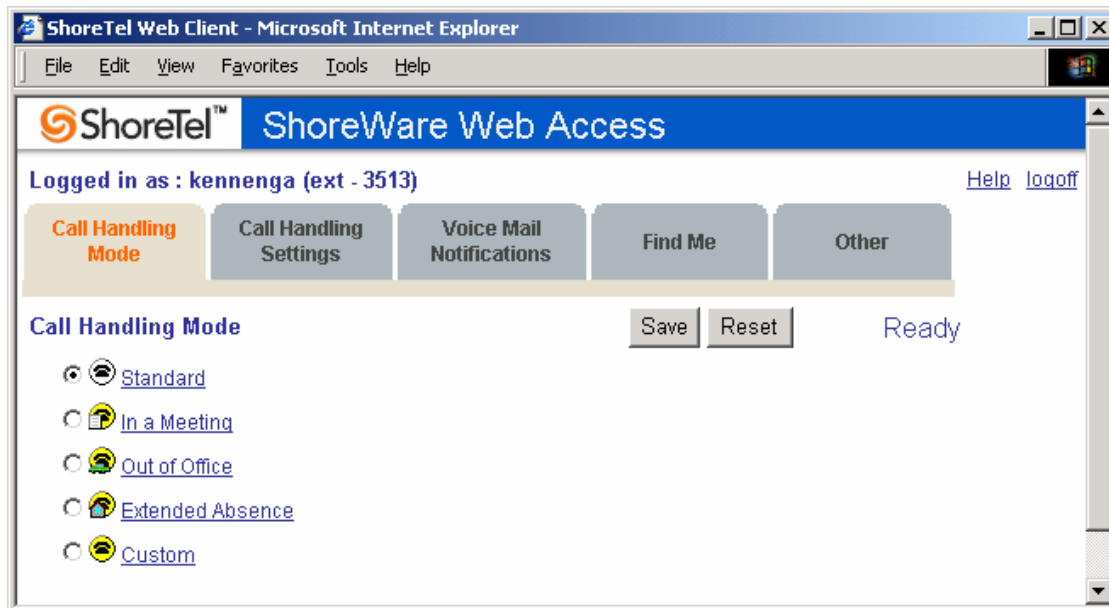 ShoreTel Web Client - Microsoft Internet Explorer
File Edit View Favorites Tools Help
ShoreTel™ ShoreWare Web Access
Logged in as : kennenga (ext - 3513) Help logoff
Call Handling Mode
Call Handling Settings
Voice Mail Notifications
Find Me
Other
Call Handling Mode Save Reset Ready
Standard
In a Meeting
Out of Office
Extended Absence
Custom